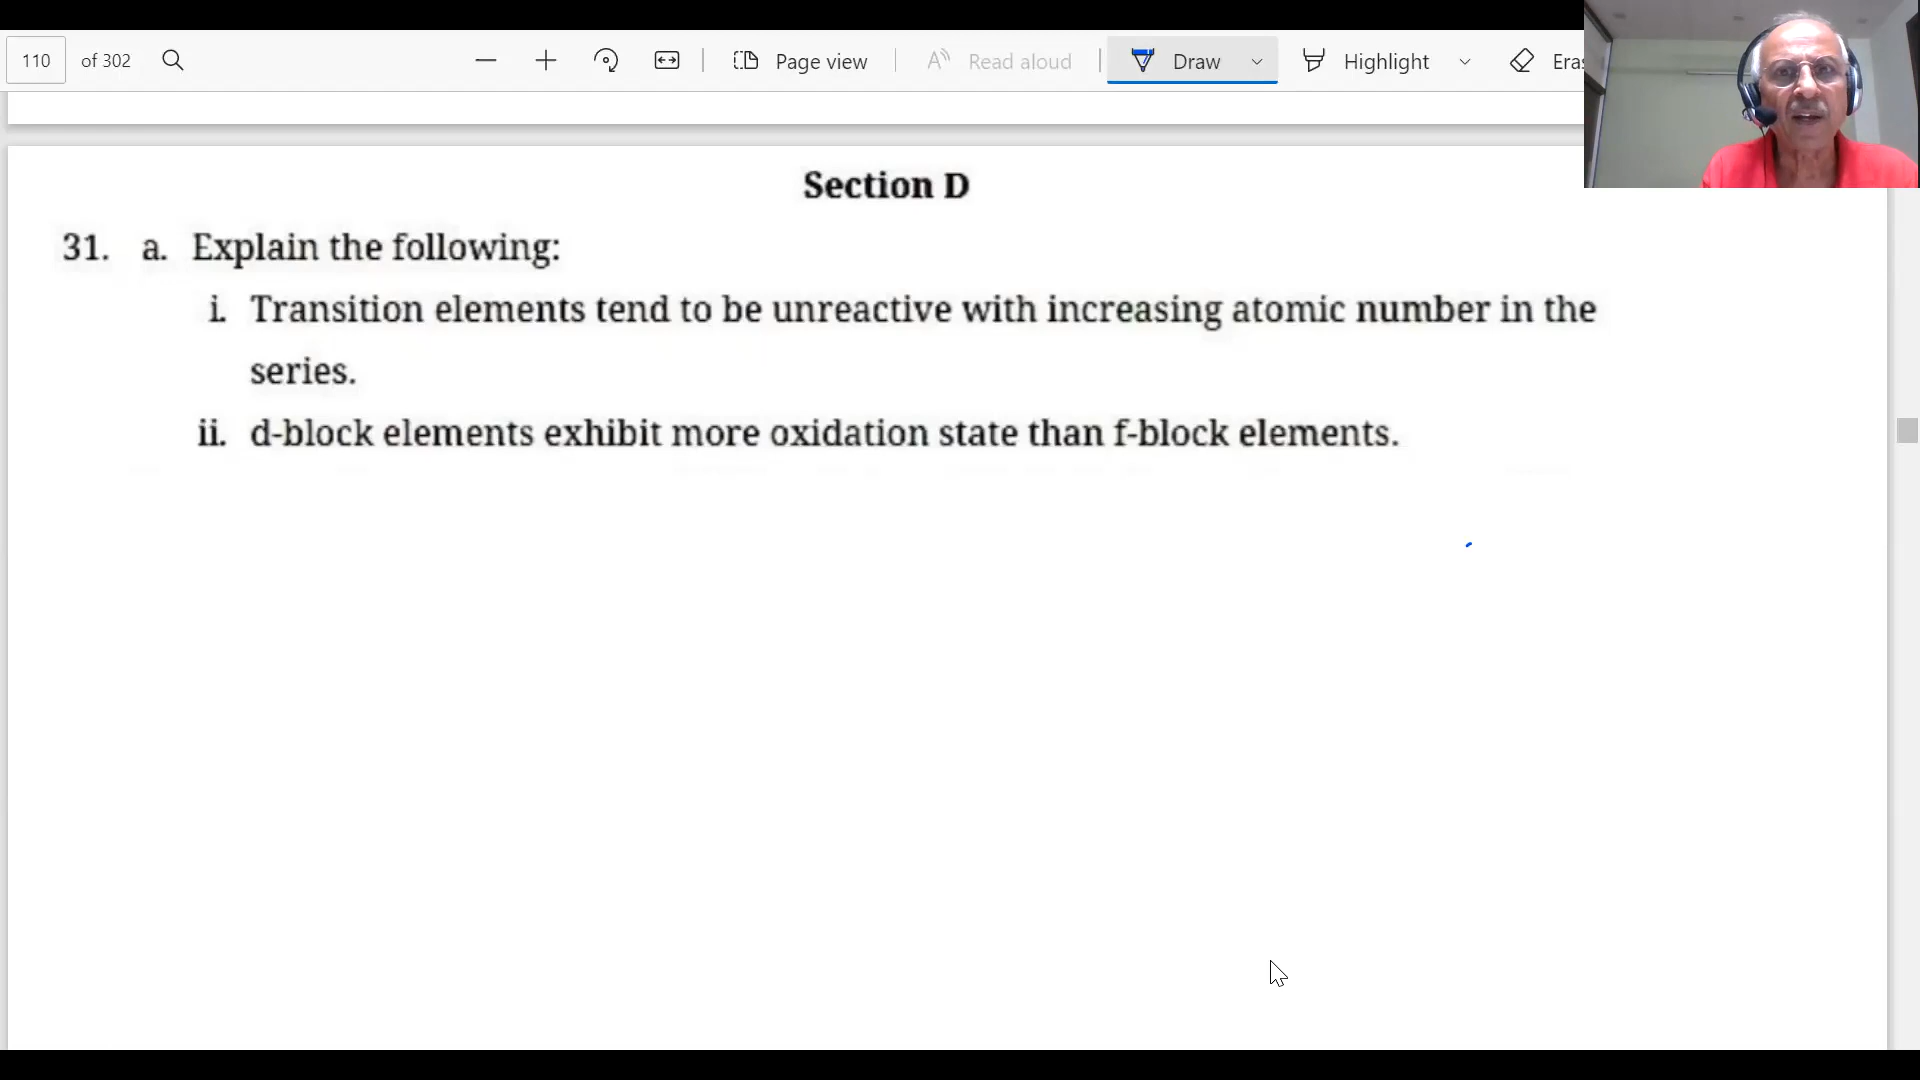 110 of 302 Page view Read aloud Draw Highlight Eras
Section D
31. a. Explain the following:
i. Transition elements tend to be unreactive with increasing atomic number in the
series.
ii. d-block elements exhibit more oxidation state than f-block elements.